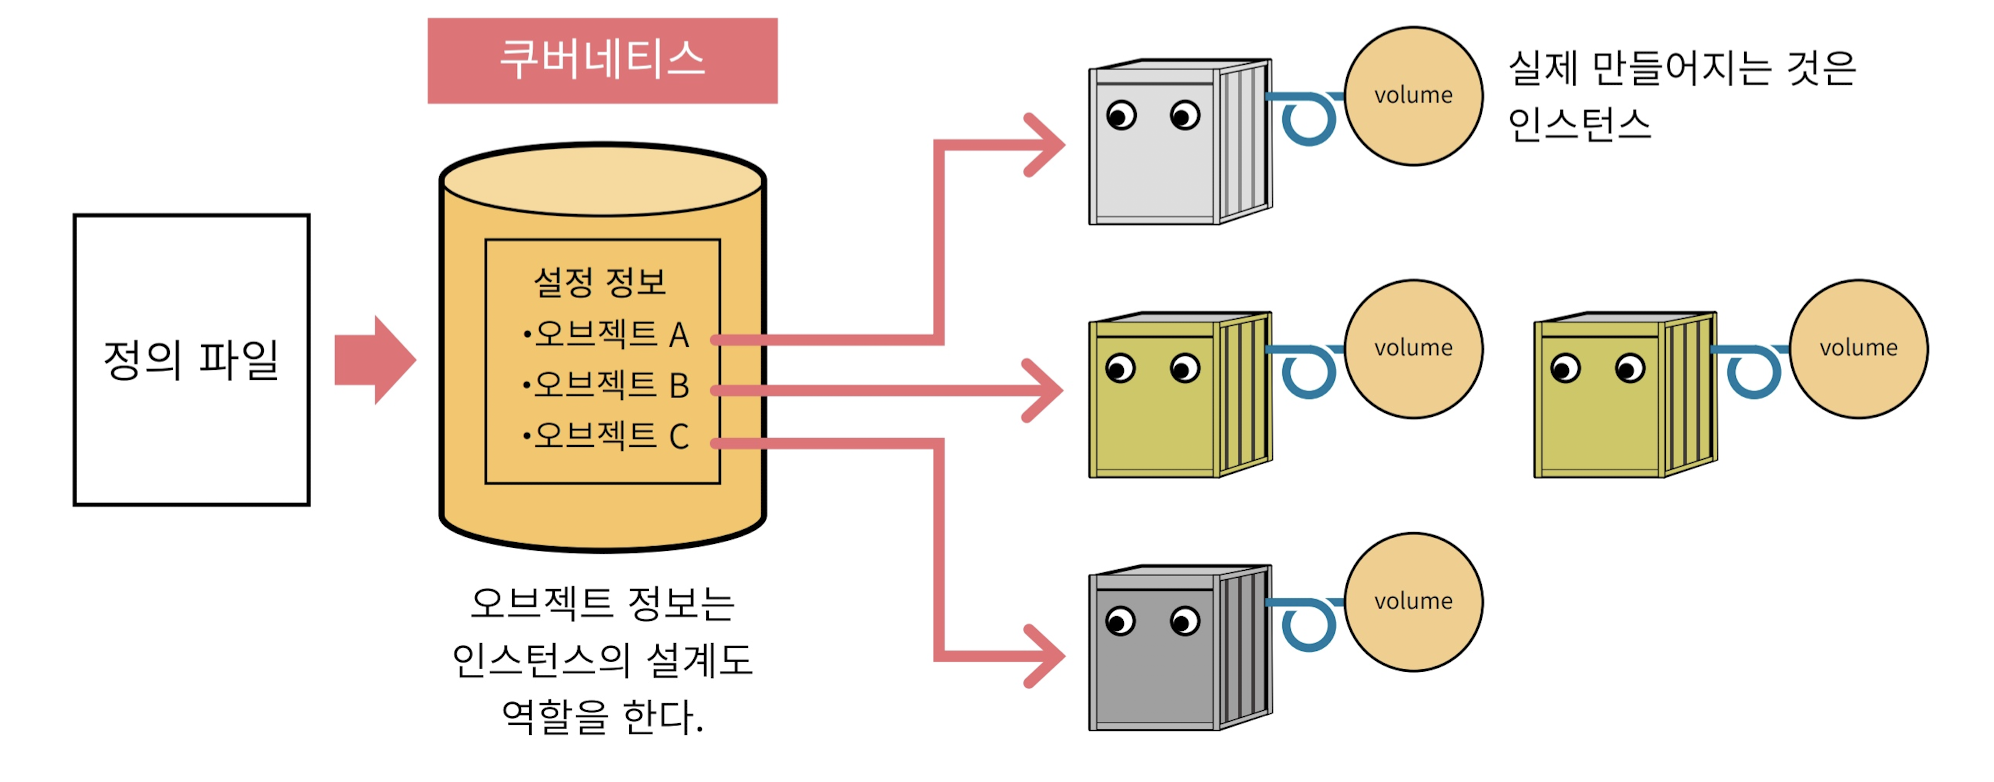 쿠버네티스
정의 파일
설정 정보
•오브젝트 A
•오브젝트 B
•오브젝트 C
오브젝트 정보는
인스턴스의 설계도
역할을 한다.
volume
실제 만들어지는 것은
인스턴스
volume
volume
volume